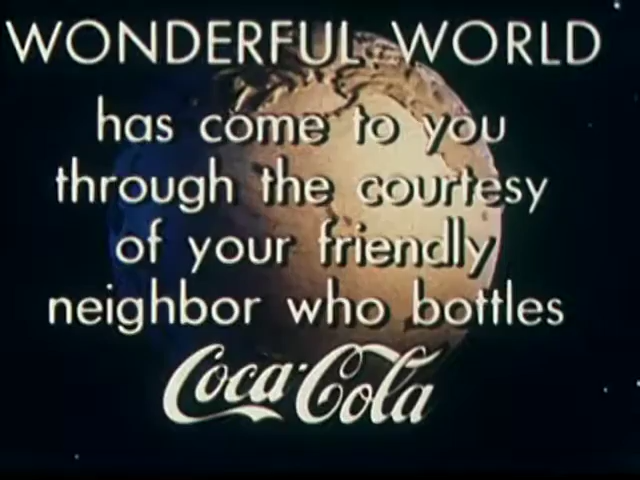 WONDERFUL WORLD
has come to you
through the courtesy
of your friendly
neighbor who bottles
Coca-Cola